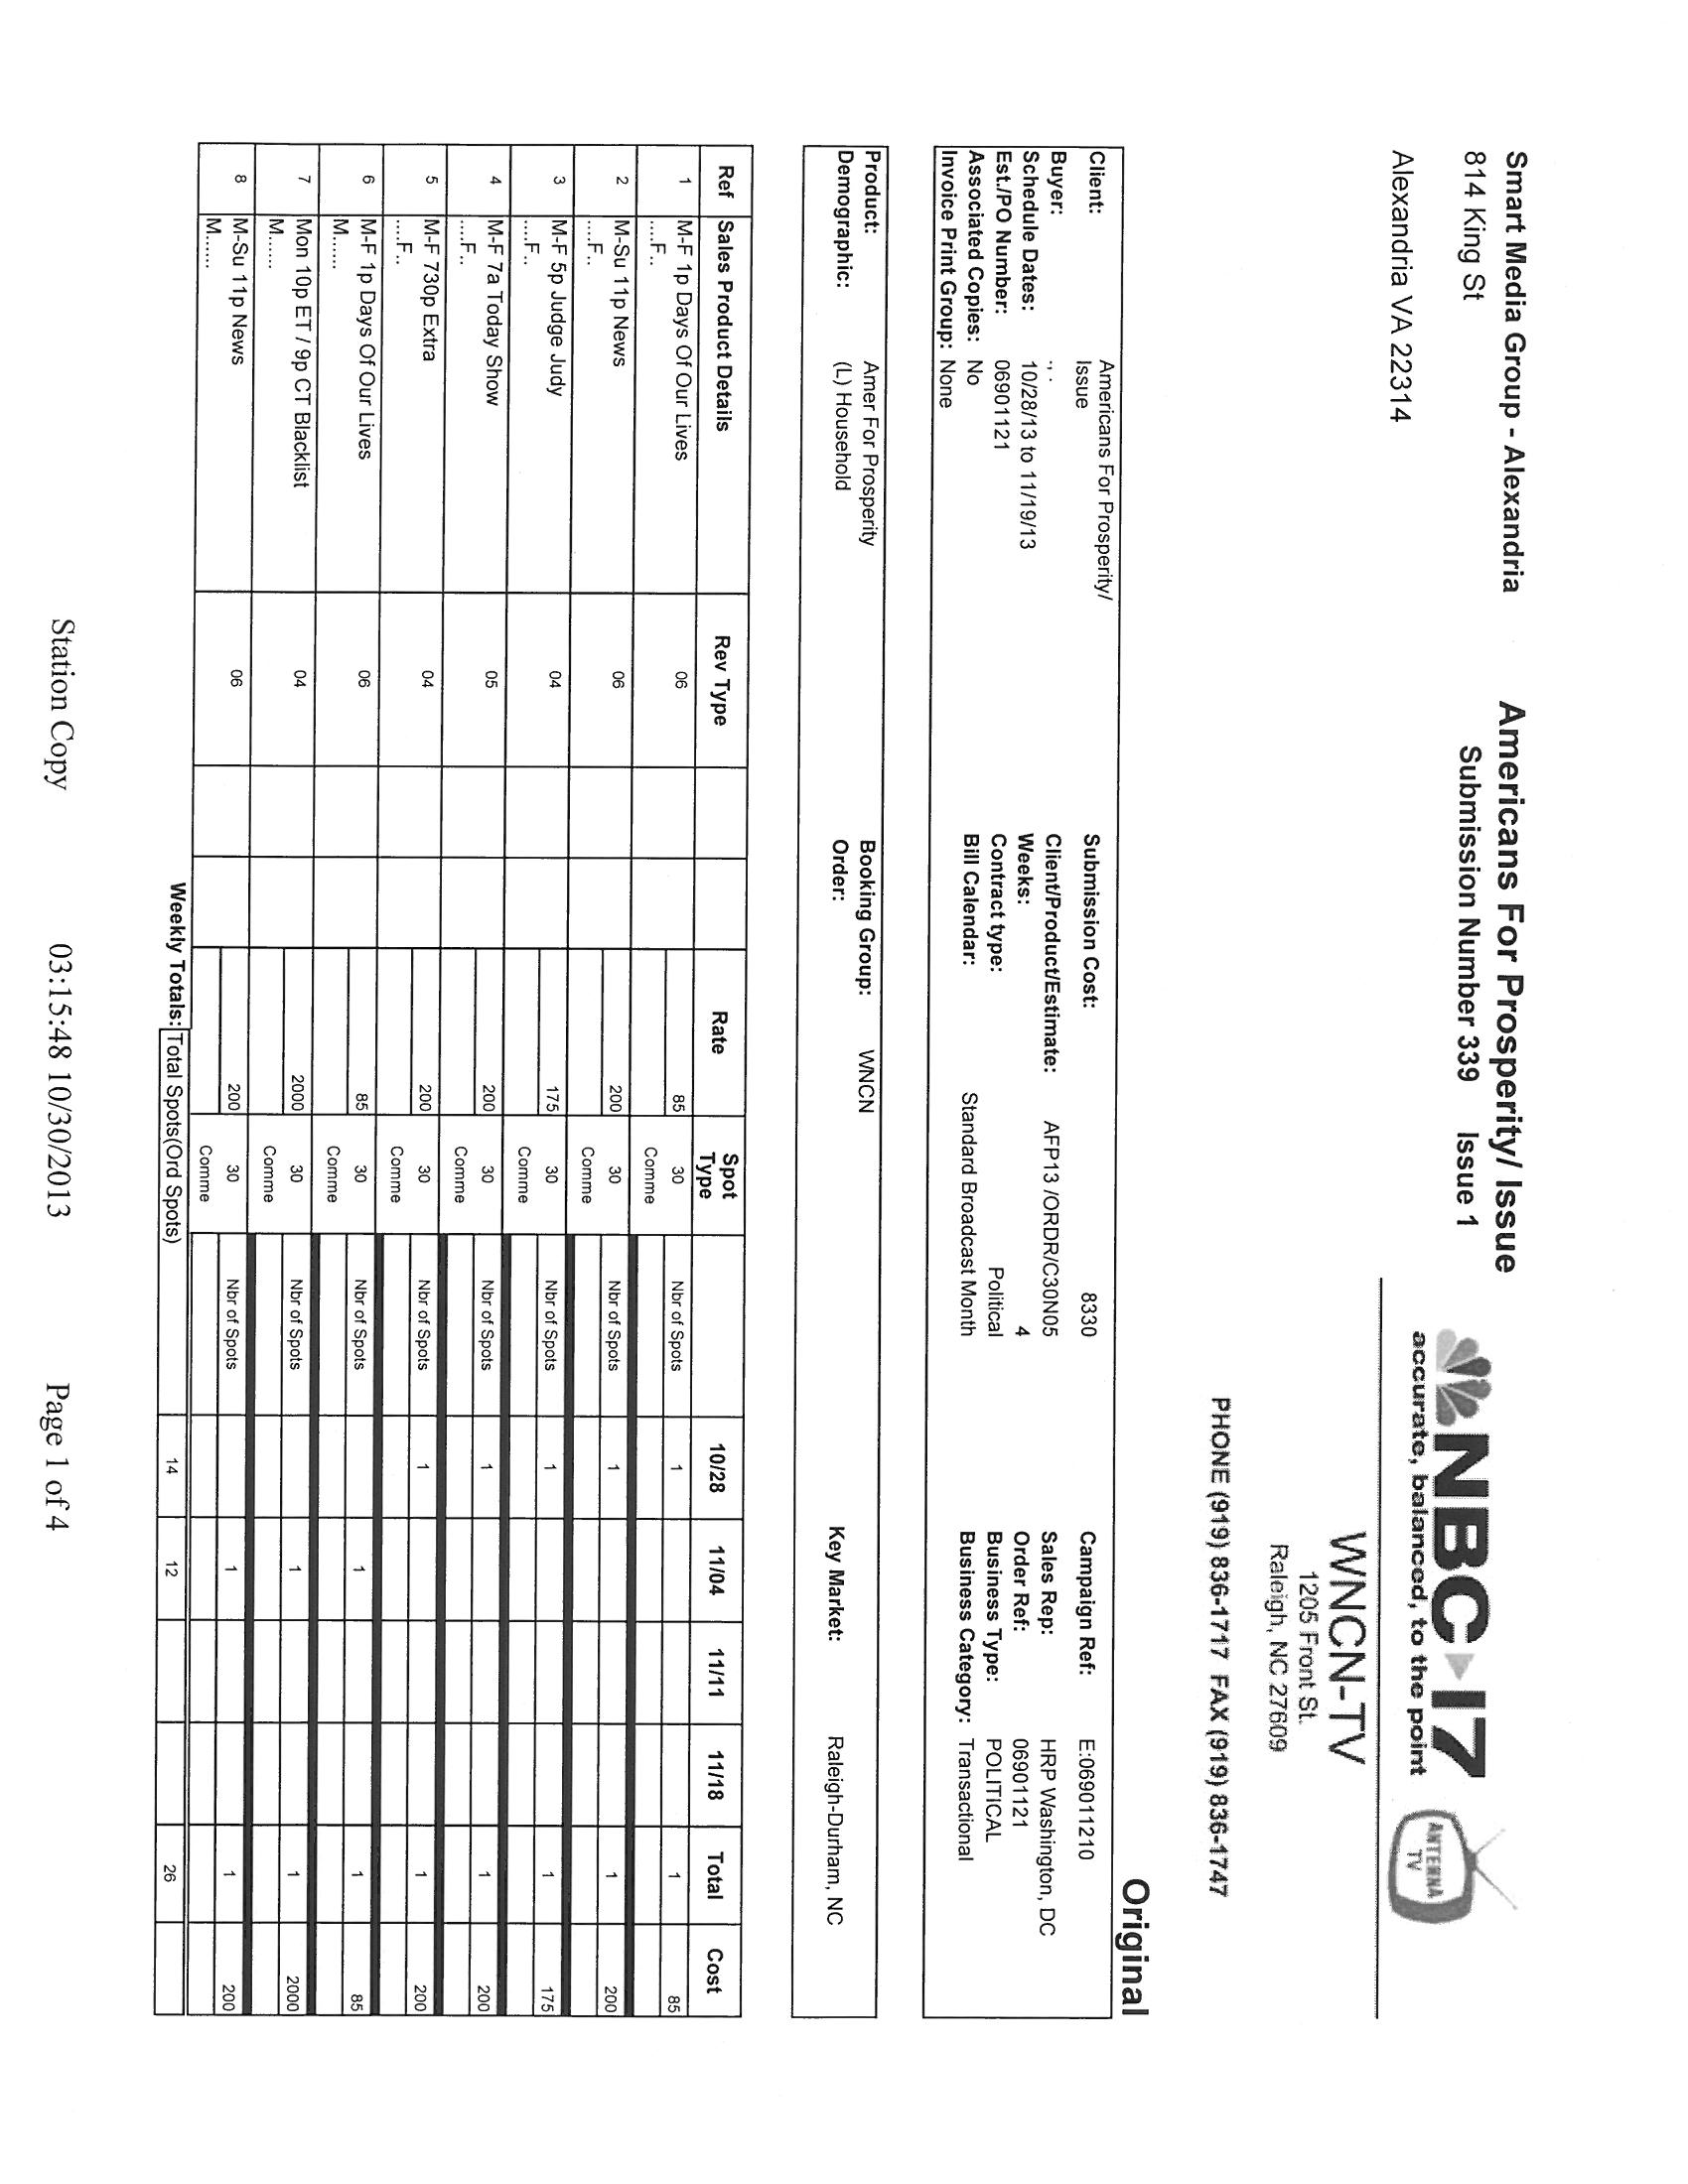 Smart Media Group - Alexandria
814 King St
Alexandria VA 22314
Americans For Prosperity/ Issue
Submission Number 339 Issue 1
NBC 17
accurate, balanced, to the point
ANTENNA TV
WNCN-TV
1205 Front St.
Raleigh, NC 27609
PHONE (919) 836-1717 FAX (919) 836-1747
Original
Client: Americans For Prosperity/ Issue
Buyer: ., .
Schedule Dates: 10/28/13 to 11/19/13
Est./PO Number: 06901121
Associated Copies: No
Invoice Print Group: None
Submission Cost: 8330
Client/Product/Estimate: AFP13 /ORDR/C30N05
Weeks: 4
Contract type: Political
Bill Calendar: Standard Broadcast Month
Campaign Ref: E:069011210
Sales Rep: HRP Washington, DC
Order Ref: 06901121
Business Type: POLITICAL
Business Category: Transactional
Product: Amer For Prosperity
Demographic: (L) Household
Booking Group: WNCN
Order:
Key Market: Raleigh-Durham, NC
Ref Sales Product Details Rev Type Rate Spot Type 10/28 11/04 11/11 11/18 Total Cost
1 M-F 1p Days Of Our Lives 06 85 30 Nbr of Spots 1 1 85
....F.. Comme
2 M-Su 11p News 06 200 30 Nbr of Spots 1 1 200
....F.. Comme
3 M-F 5p Judge Judy 04 175 30 Nbr of Spots 1 1 175
....F.. Comme
4 M-F 7a Today Show 05 200 30 Nbr of Spots 1 1 200
....F.. Comme
5 M-F 730p Extra 04 200 30 Nbr of Spots 1 1 200
....F.. Comme
6 M-F 1p Days Of Our Lives 06 85 30 Nbr of Spots 1 1 85
M...... Comme
7 Mon 10p ET / 9p CT Blacklist 04 2000 30 Nbr of Spots 1 1 2000
M...... Comme
8 M-Su 11p News 06 200 30 Nbr of Spots 1 1 200
M...... Comme
Weekly Totals: Total Spots(Ord Spots) 14 12 26
Station Copy 03:15:48 10/30/2013 Page 1 of 4